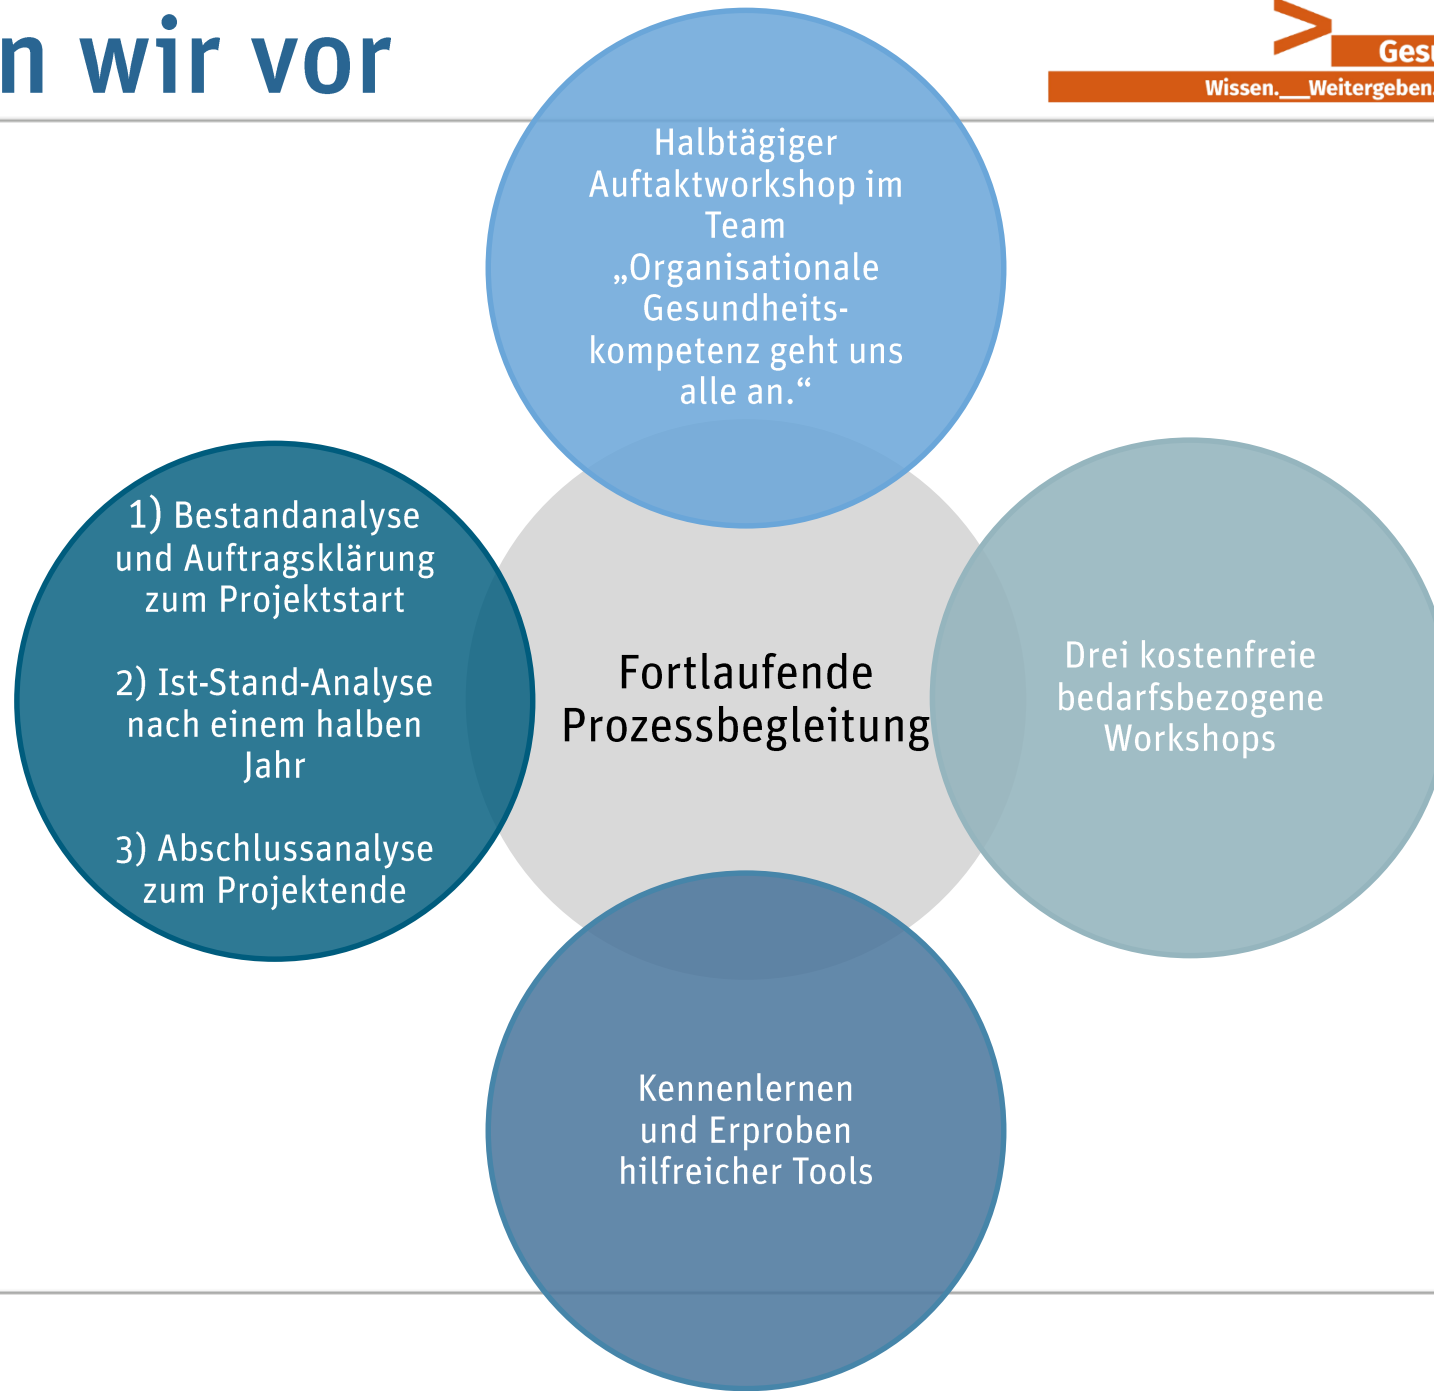 n wir vor
Gesu
Wissen.__Weitergeben.
Halbtägiger
Auftaktworkshop im
Team
„Organisationale
Gesundheits-
kompetenz geht uns
alle an.“
1) Bestandanalyse
und Auftragsklärung
zum Projektstart
2) Ist-Stand-Analyse
nach einem halben
Jahr
3) Abschlussanalyse
zum Projektende
Fortlaufende
Prozessbegleitung
Drei kostenfreie
bedarfsbezogene
Workshops
Kennenlernen
und Erproben
hilfreicher Tools